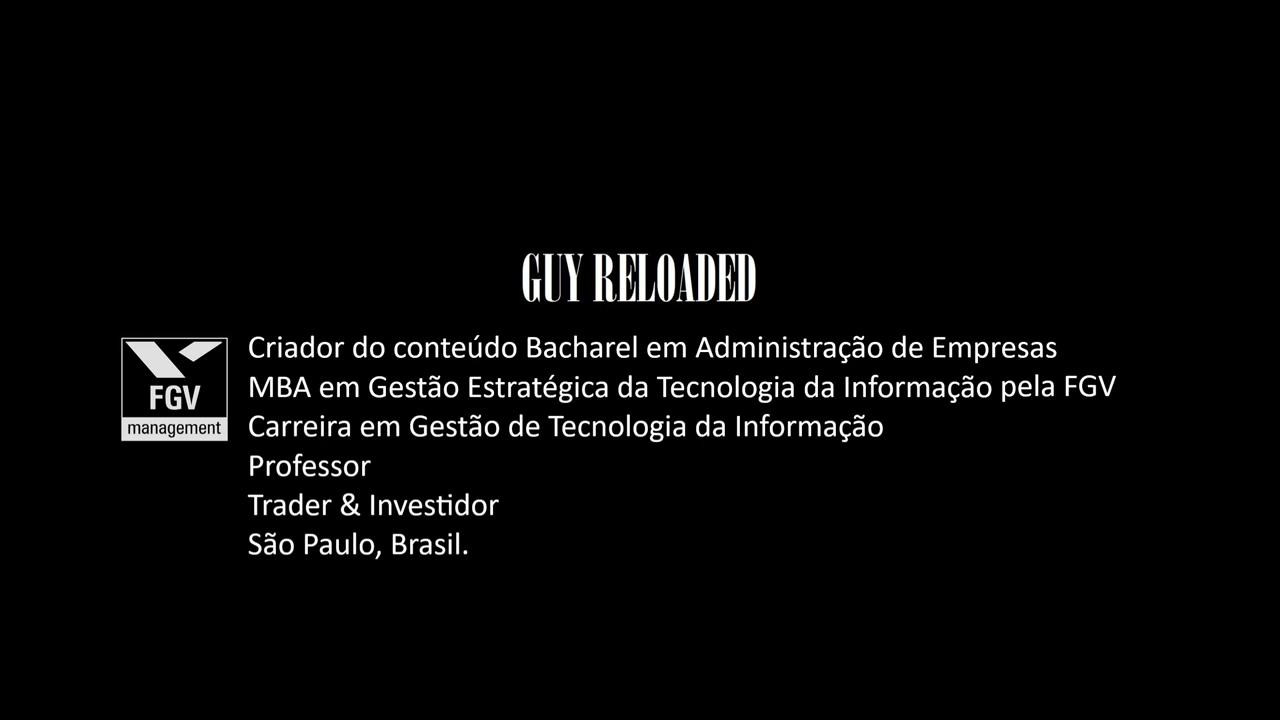 GUY RELOADED
FGV
management
Criador do conteúdo Bacharel em Administração de Empresas
MBA em Gestão Estratégica da Tecnologia da Informação pela FGV
Carreira em Gestão de Tecnologia da Informação
Professor
Trader & Investidor
São Paulo, Brasil.